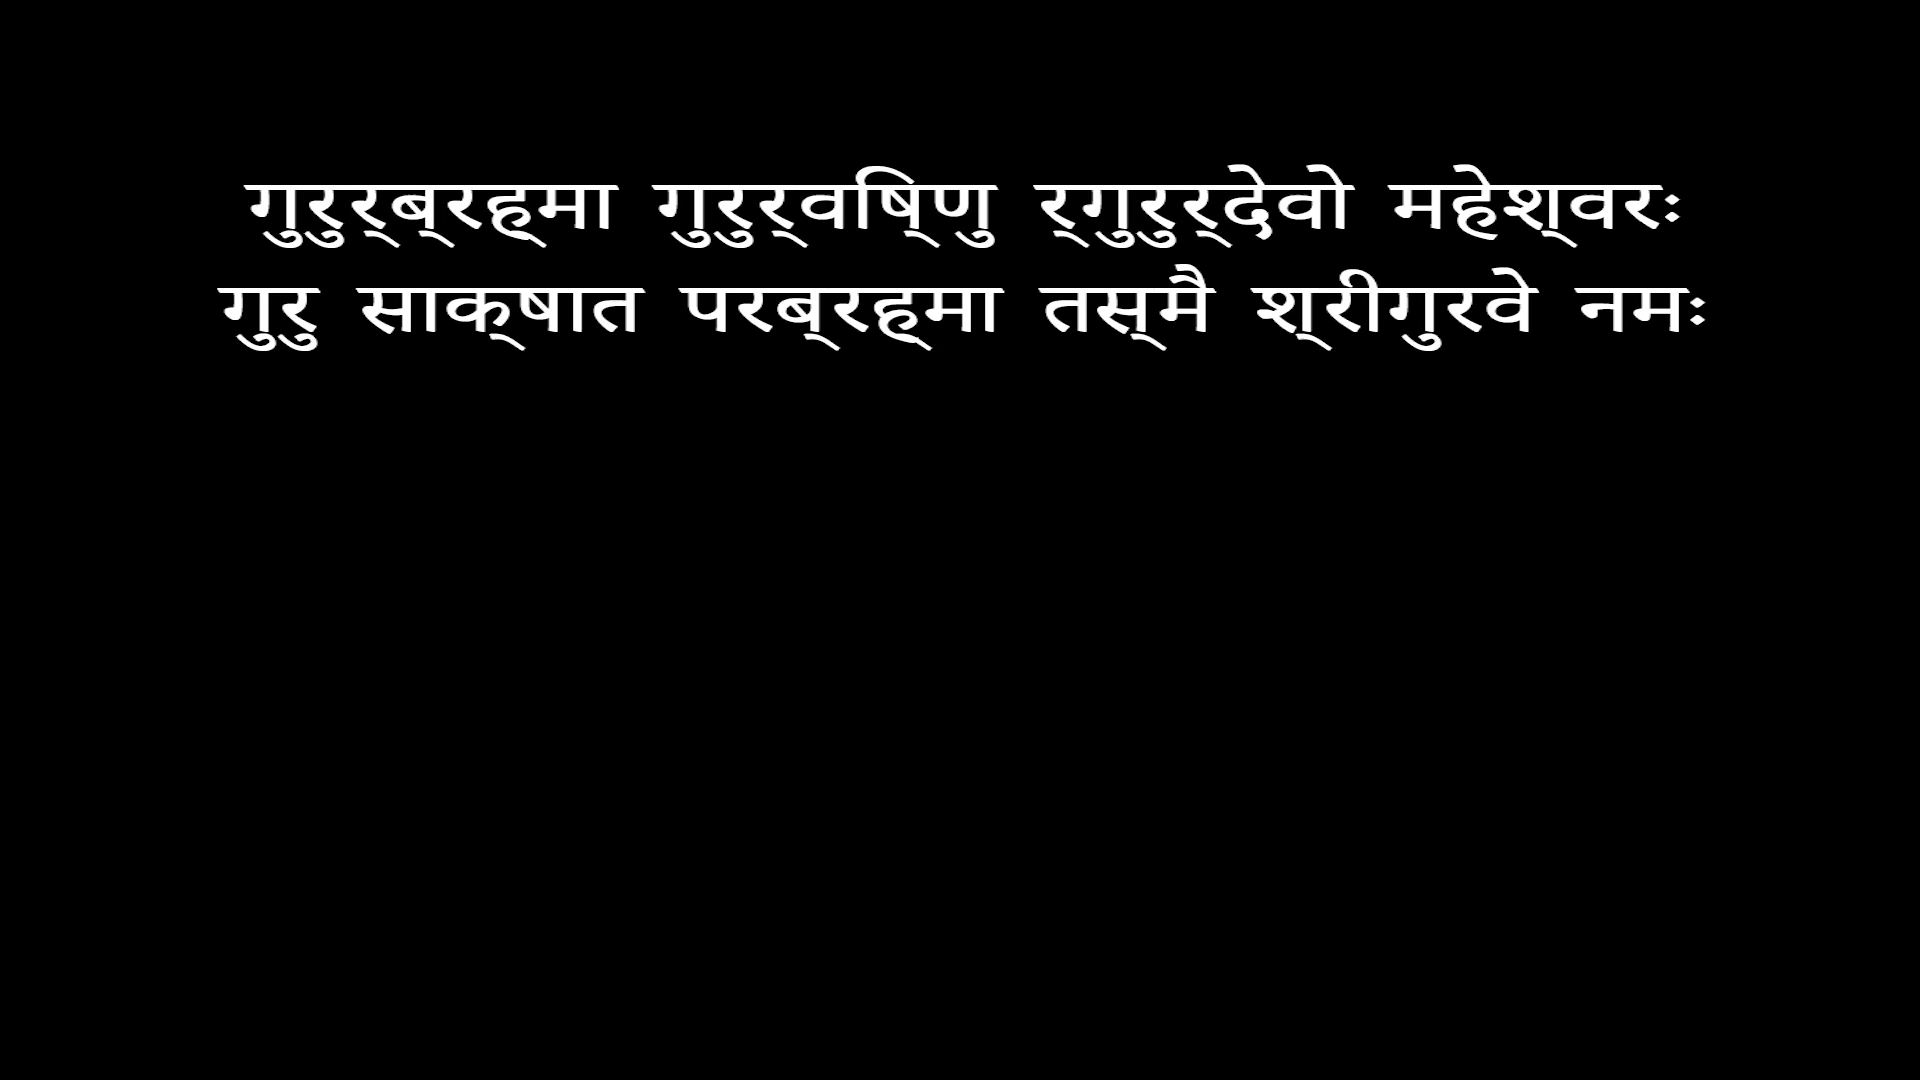 गुरुर्ब्रह्मा गुरुर्विष्णु र्गुरुर्देवो महेश्वरः
गुरु साक्षात परब्रह्मा तस्मै श्रीगुरवे नमः